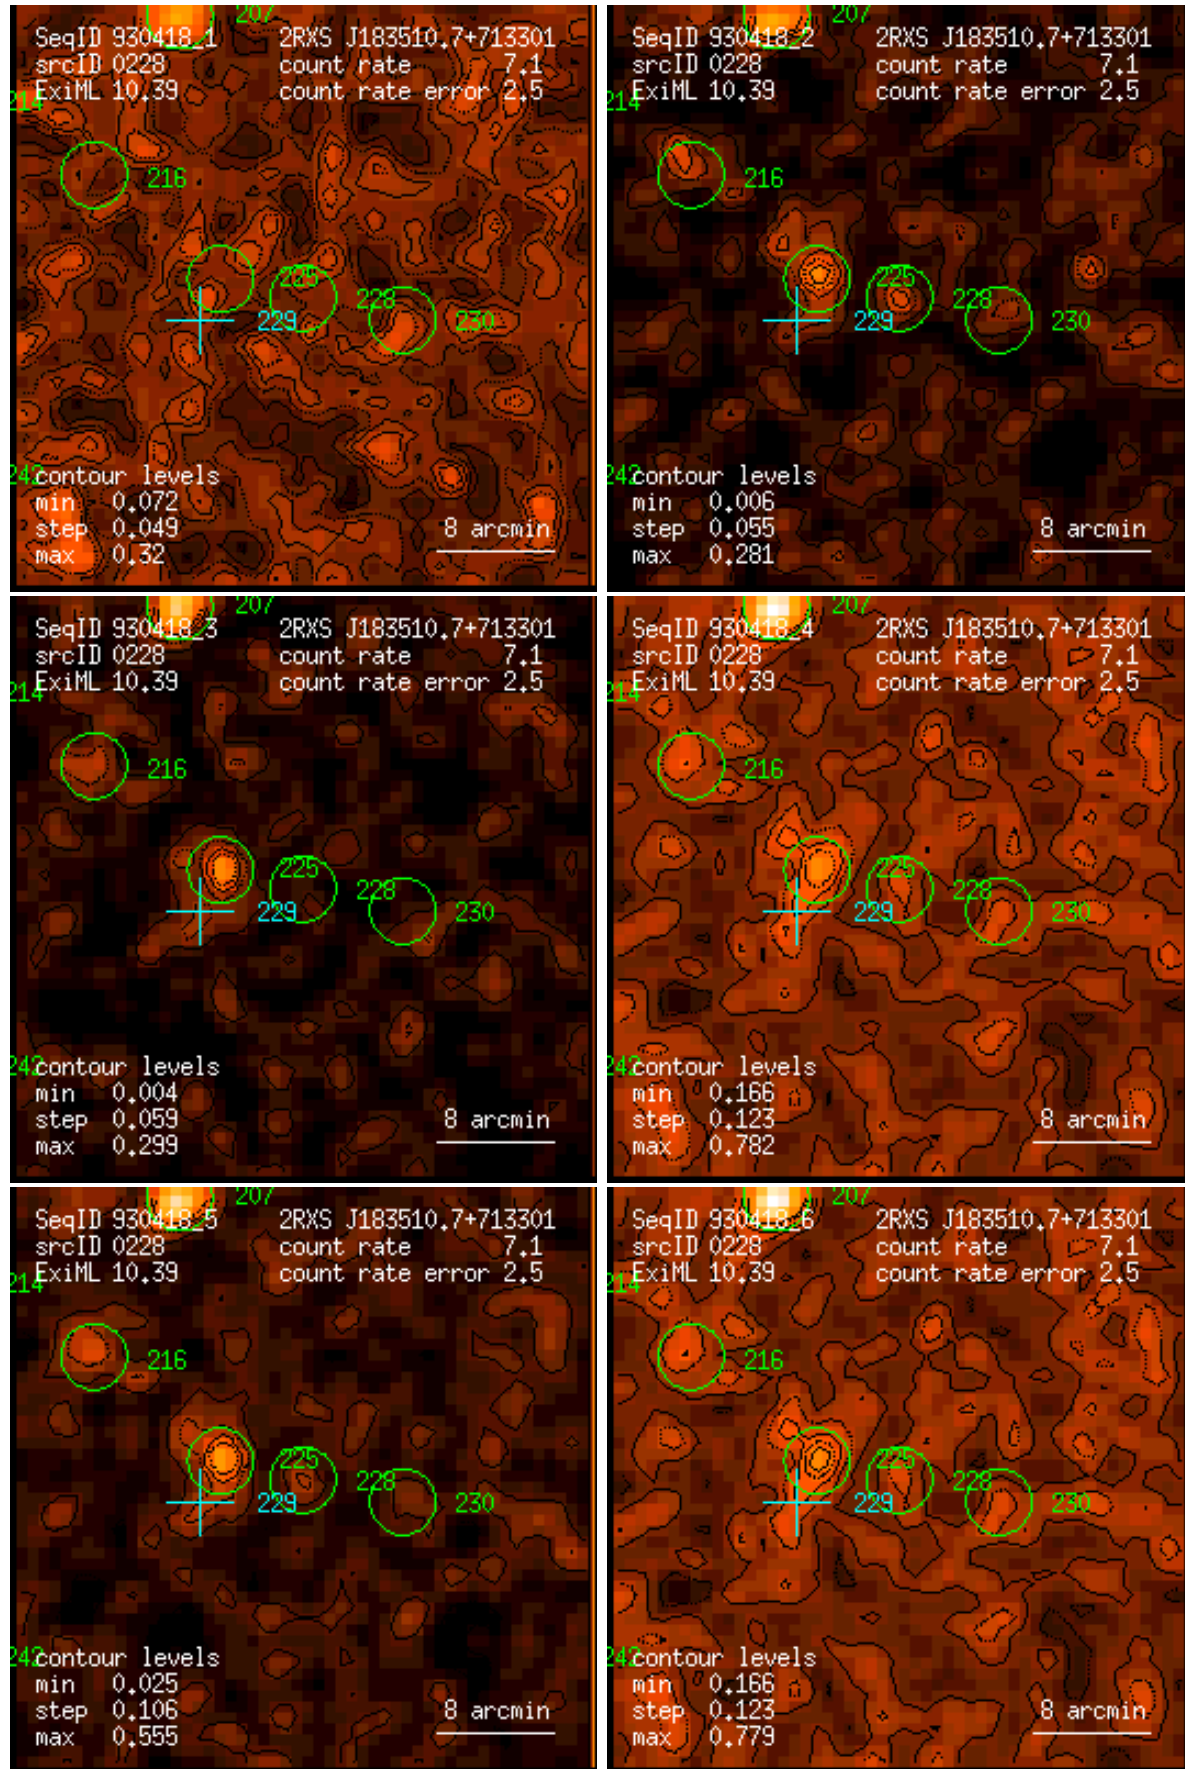 207
SeqID 930418_1 2RXS J183510.7+713301
srcID 0228 count rate 7.1
ExiML 10.39 count rate error 2.5
214
216
225
228
229 230
242
contour levels
min 0.072
step 0.049 8 arcmin
max 0.32
207
SeqID 930418_2 2RXS J183510.7+713301
srcID 0228 count rate 7.1
ExiML 10.39 count rate error 2.5
214
216
225
228
229 230
242
contour levels
min 0.006
step 0.055 8 arcmin
max 0.281
207
SeqID 930418_3 2RXS J183510.7+713301
srcID 0228 count rate 7.1
ExiML 10.39 count rate error 2.5
214
216
225
228
229 230
242
contour levels
min 0.004
step 0.059 8 arcmin
max 0.299
207
SeqID 930418_4 2RXS J183510.7+713301
srcID 0228 count rate 7.1
ExiML 10.39 count rate error 2.5
214
216
225
228
229 230
242
contour levels
min 0.166
step 0.123 8 arcmin
max 0.782
207
SeqID 930418_5 2RXS J183510.7+713301
srcID 0228 count rate 7.1
ExiML 10.39 count rate error 2.5
214
216
225
228
229 230
242
contour levels
min 0.025
step 0.106 8 arcmin
max 0.555
207
SeqID 930418_6 2RXS J183510.7+713301
srcID 0228 count rate 7.1
ExiML 10.39 count rate error 2.5
214
216
225
228
229 230
242
contour levels
min 0.166
step 0.123 8 arcmin
max 0.779